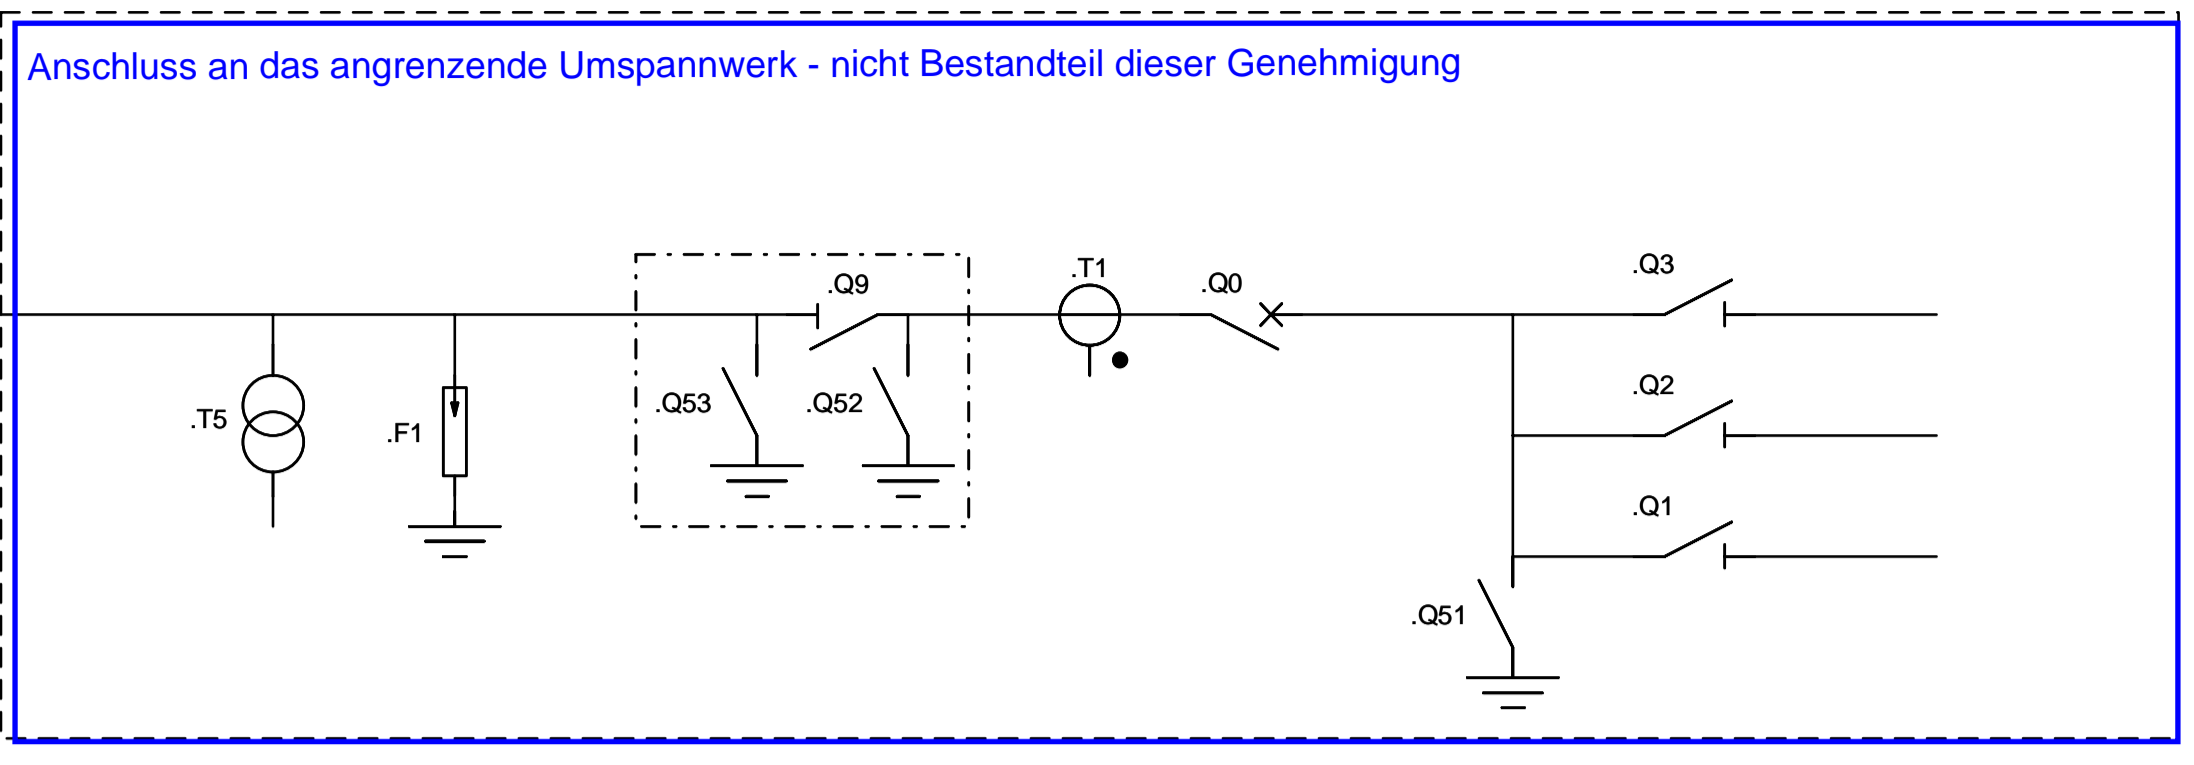 Anschluss an das angrenzende Umspannwerk - nicht Bestandteil dieser Genehmigung
.Q3
.T1
.Q9
.Q0
.Q2
.Q53
.Q52
.T5
.F1
.Q1
.Q51